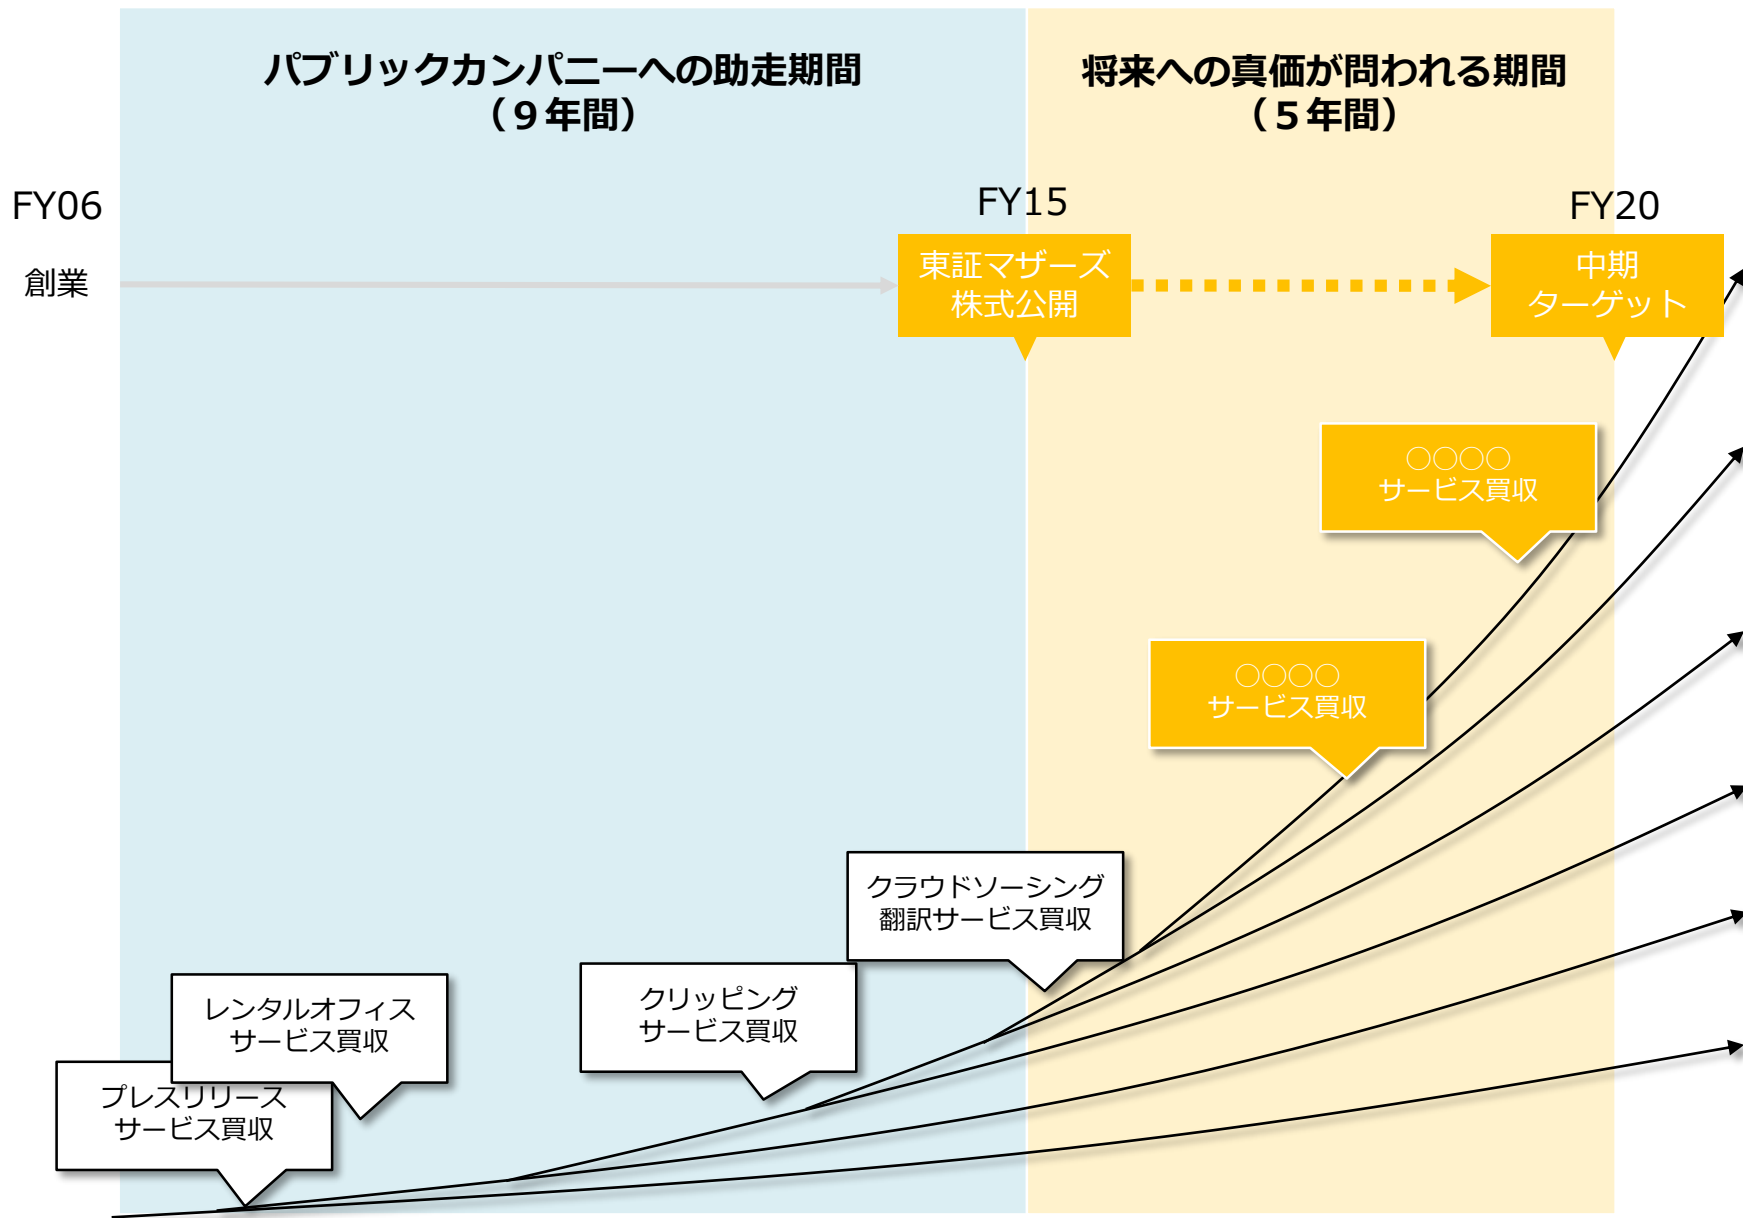 パブリックカンパニーへの助走期間
（９年間）
将来への真価が問われる期間
（５年間）
FY06
FY15
FY20
創業
東証マザーズ
株式公開
中期
ターゲット
○○○○
サービス買収
○○○○
サービス買収
クラウドソーシング
翻訳サービス買収
クリッピング
サービス買収
レンタルオフィス
サービス買収
プレスリリース
サービス買収